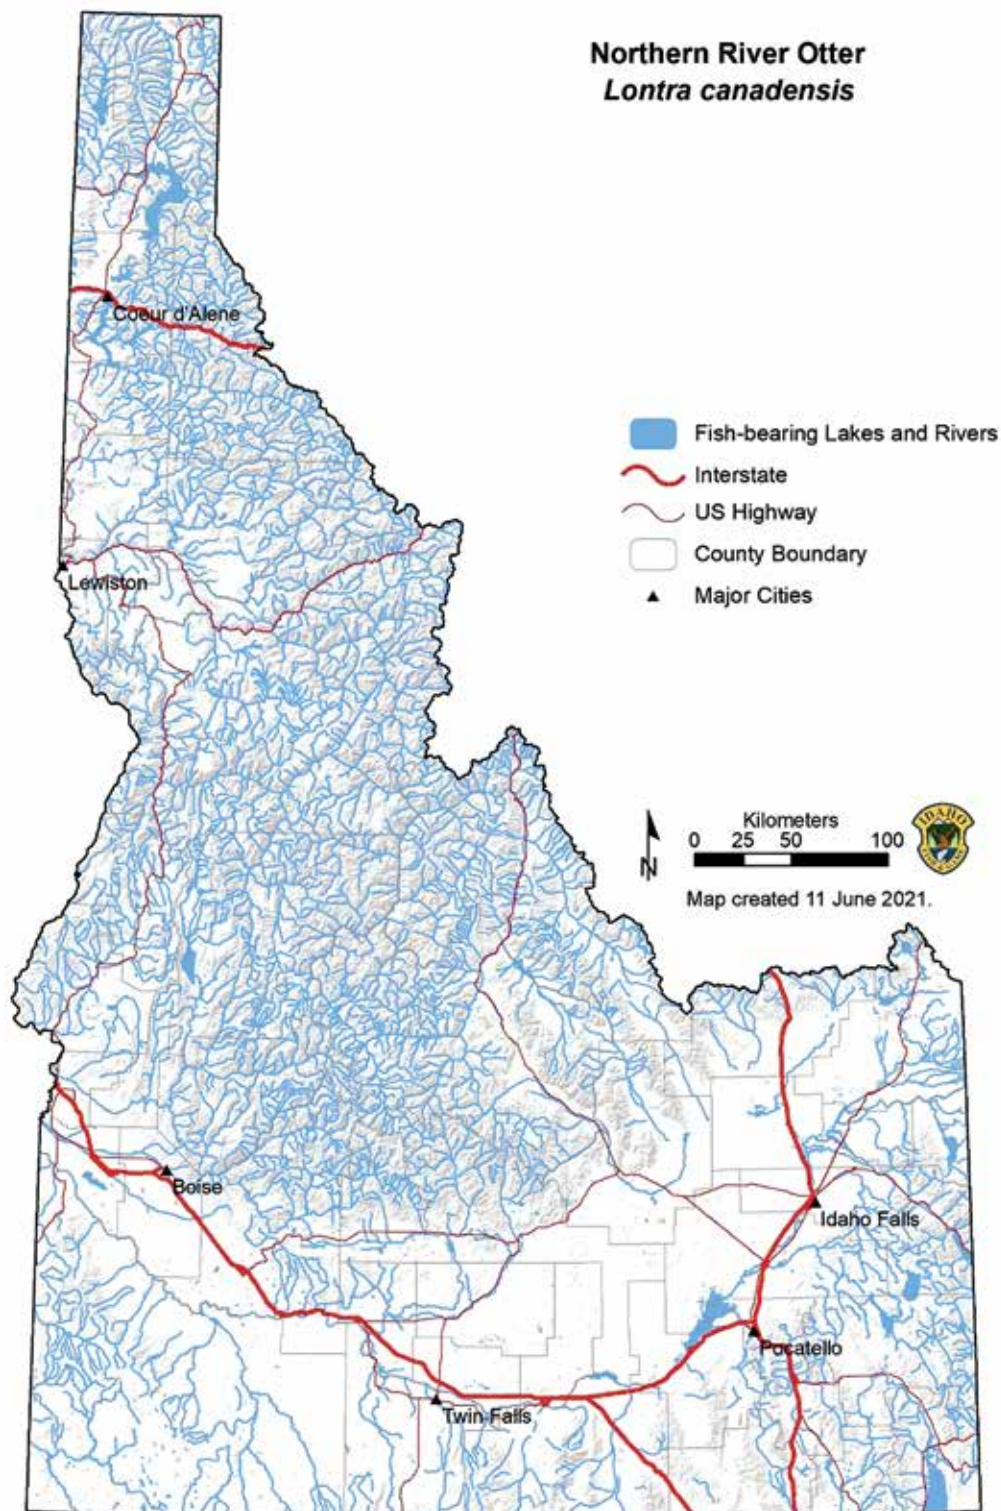 Northern River Otter
Lontra canadensis
Coeur d'Alene
Fish-bearing Lakes and Rivers
Interstate
US Highway
County Boundary
Major Cities
Lewiston
Kilometers
0 25 50 100
N
IDAHO
Map created 11 June 2021.
Boise
Idaho Falls
Pocatello
Twin Falls